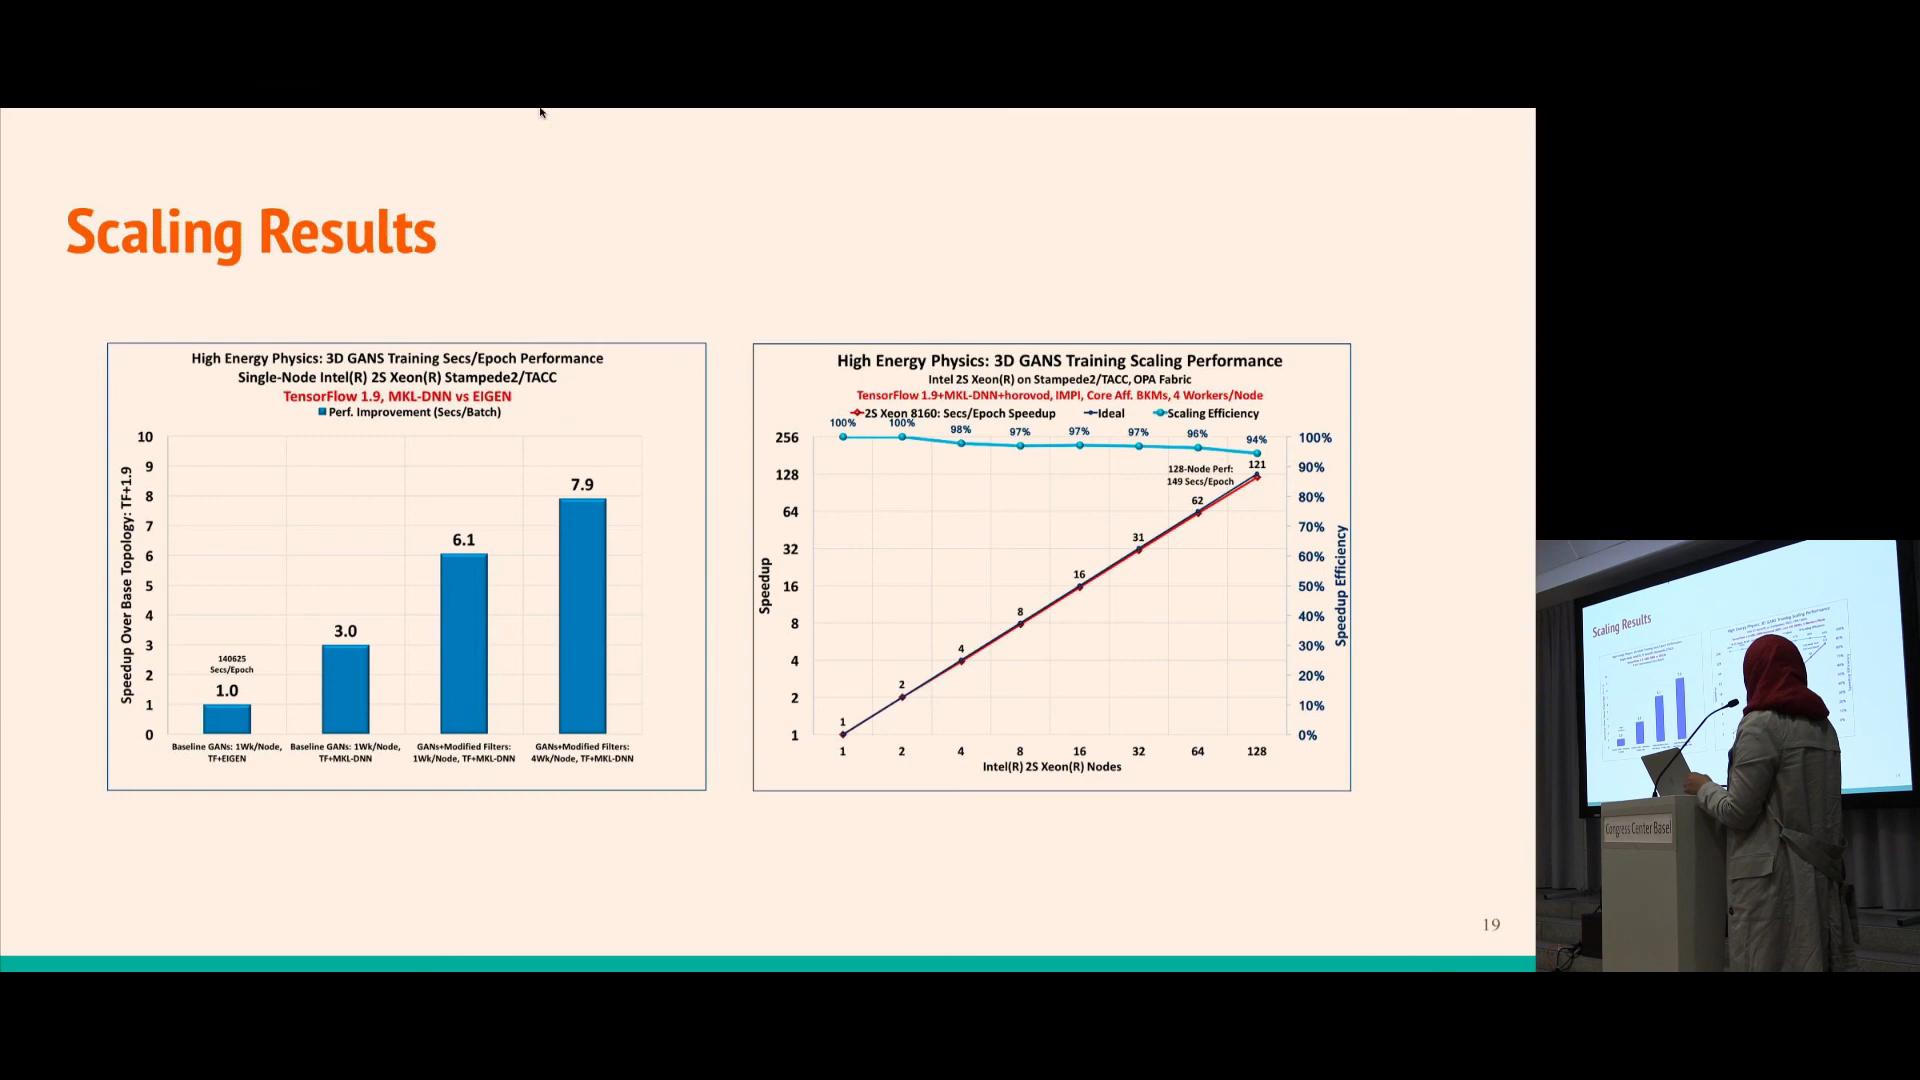 Scaling Results
High Energy Physics: 3D GANS Training Secs/Epoch Performance
Single-Node Intel(R) 2S Xeon(R) Stampede2/TACC
TensorFlow 1.9, MKL-DNN vs EIGEN
Perf. Improvement (Secs/Batch)
Speedup Over Base Topology: TF+1.9
10
9
8
7
6
5
4
3
2
1
0
140625
Secs/Epoch
1.0
3.0
6.1
7.9
Baseline GANs: 1Wk/Node,
TF+EIGEN
Baseline GANs: 1Wk/Node,
TF+MKL-DNN
GANs+Modified Filters:
1Wk/Node, TF+MKL-DNN
GANs+Modified Filters:
4Wk/Node, TF+MKL-DNN
High Energy Physics: 3D GANS Training Scaling Performance
Intel 2S Xeon(R) on Stampede2/TACC, OPA Fabric
TensorFlow 1.9+MKL-DNN+horovod, IMPI, Core Aff. BKMs, 4 Workers/Node
2S Xeon 8160: Secs/Epoch Speedup Ideal Scaling Efficiency
100% 100% 98% 97% 97% 97% 96% 94%
Speedup
256
128
64
32
16
8
4
2
1
128-Node Perf:
149 Secs/Epoch
1
2
4
8
16
31
62
121
100%
90%
80%
70%
60%
50%
40%
30%
20%
10%
0%
Speedup Efficiency
1 2 4 8 16 32 64 128
Intel(R) 2S Xeon(R) Nodes
19
Scaling Results
Congress Center Basel